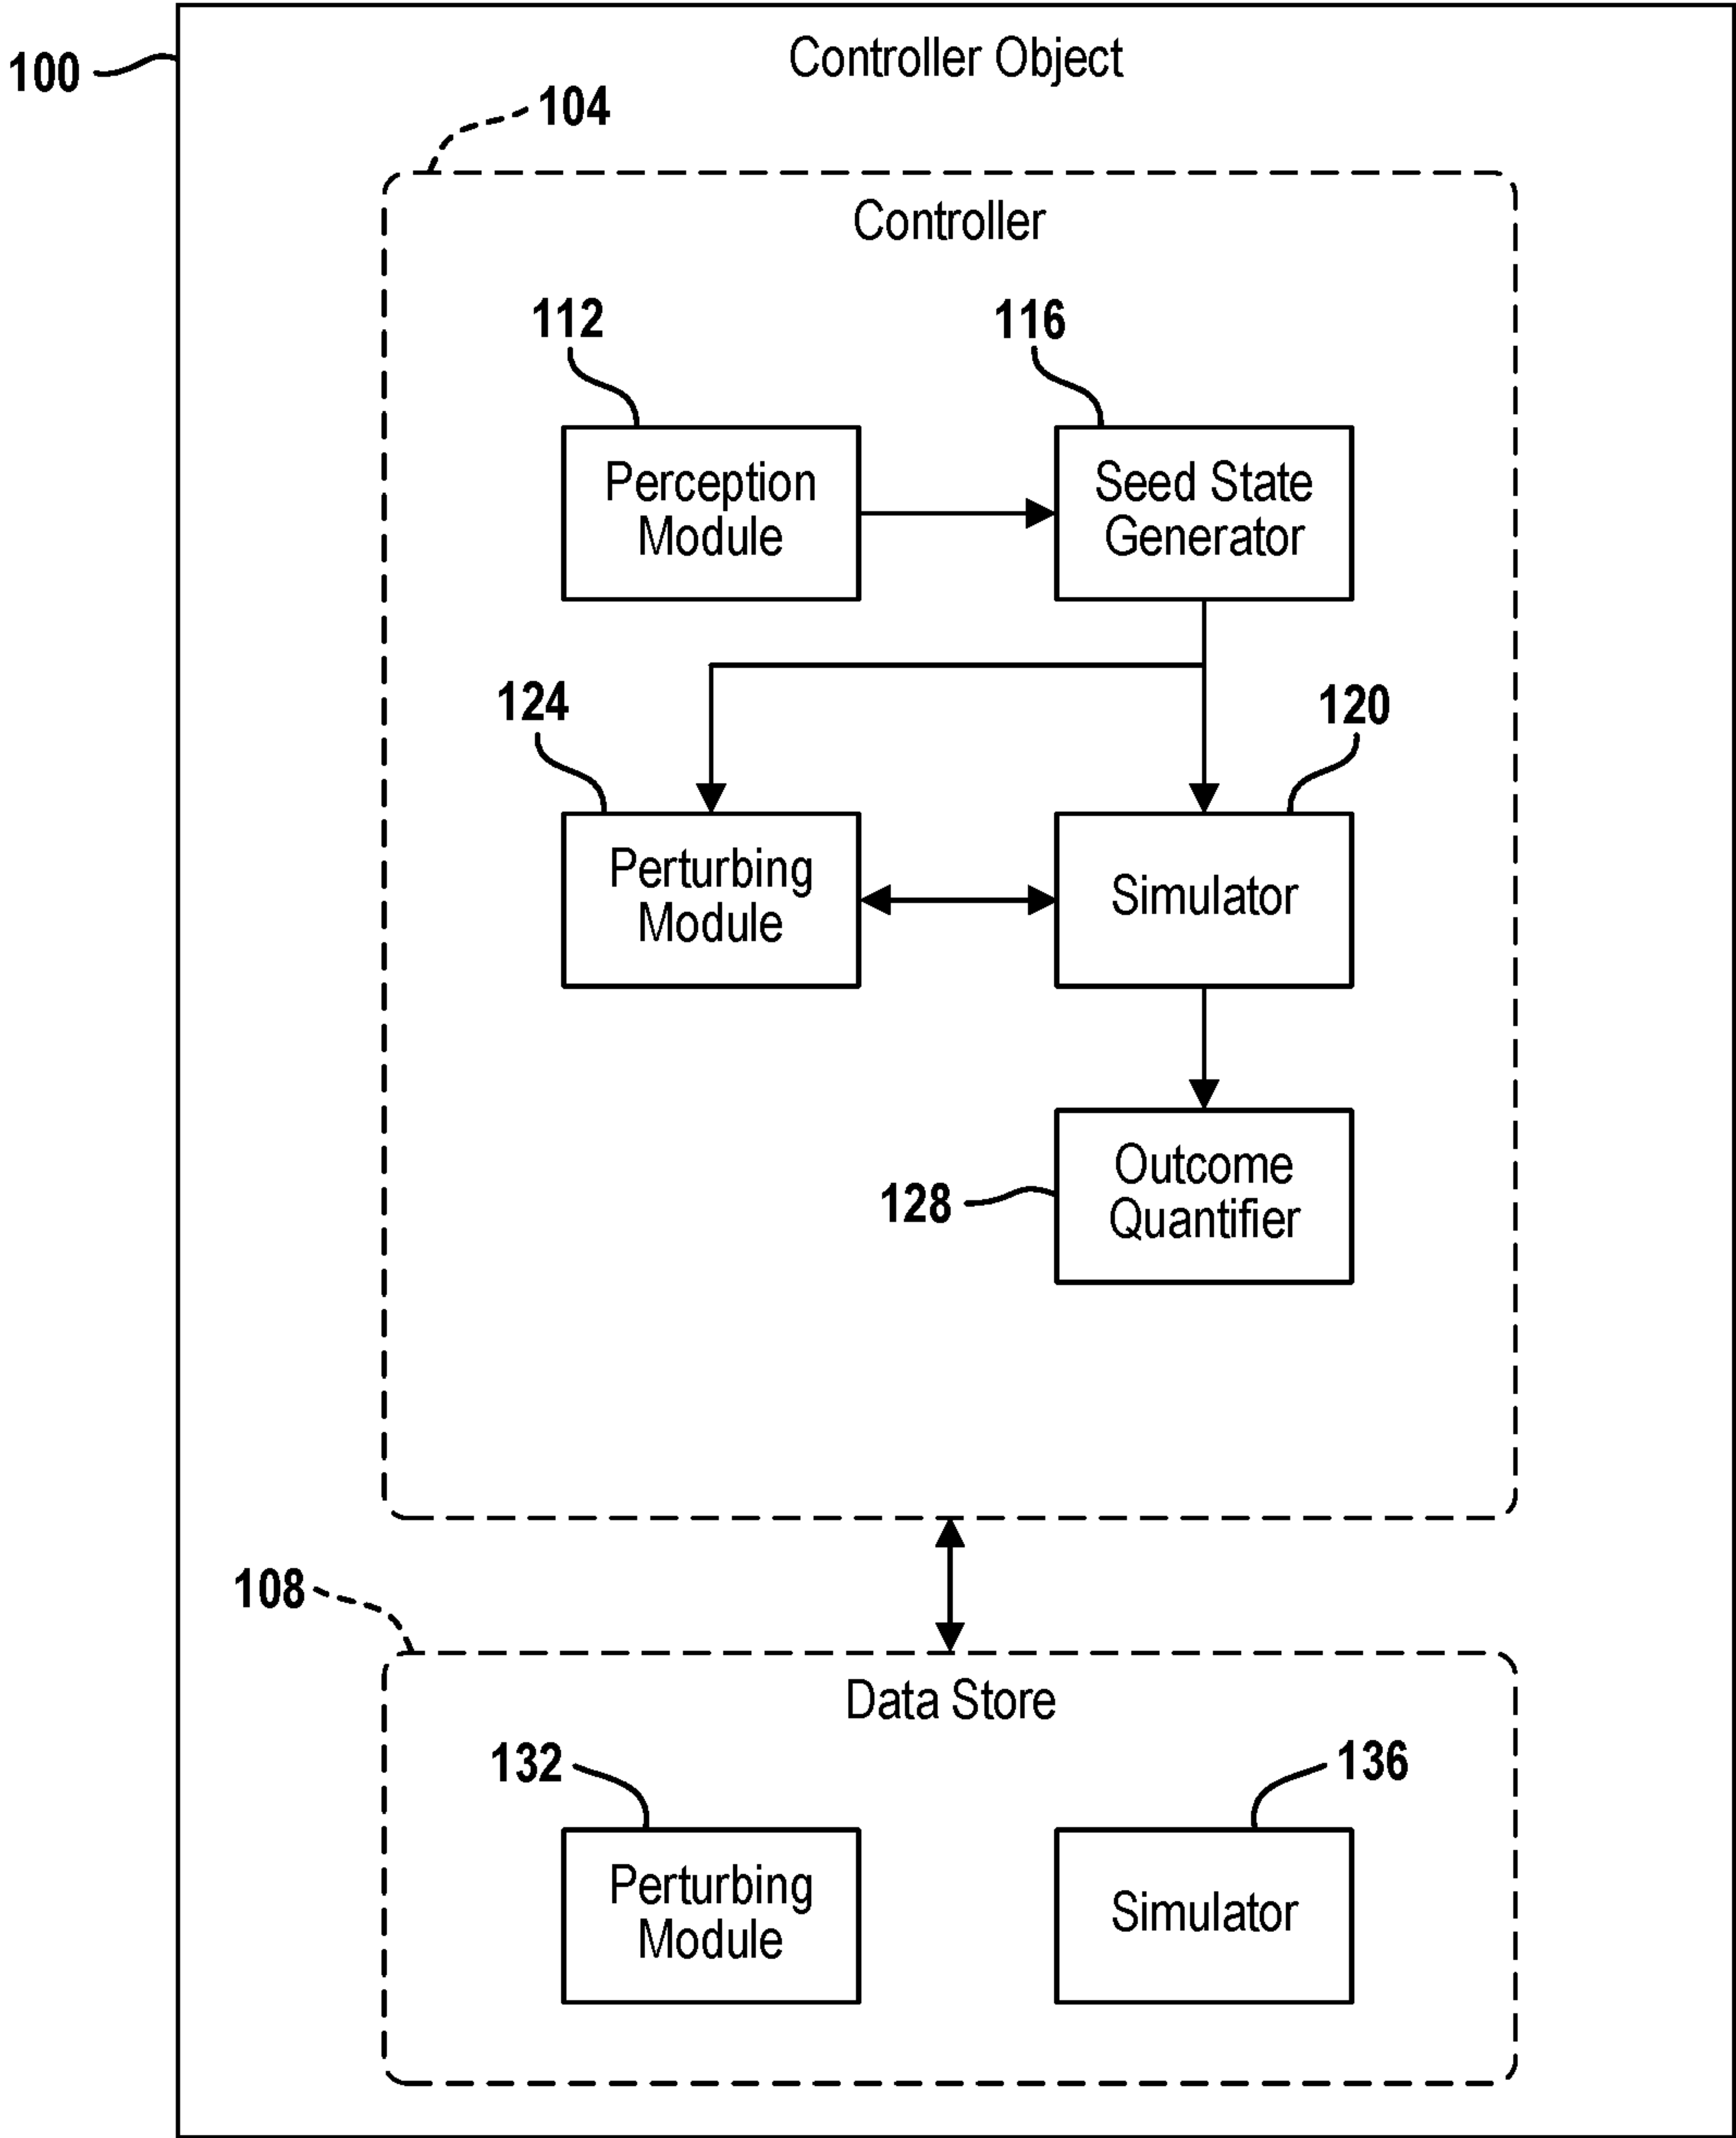 Controller Object
100
104
Controller
112
116
Perception
Module
Seed State
Generator
124
120
Perturbing
Module
Simulator
Outcome
Quantifier
128
108
Data Store
132
136
Perturbing
Module
Simulator